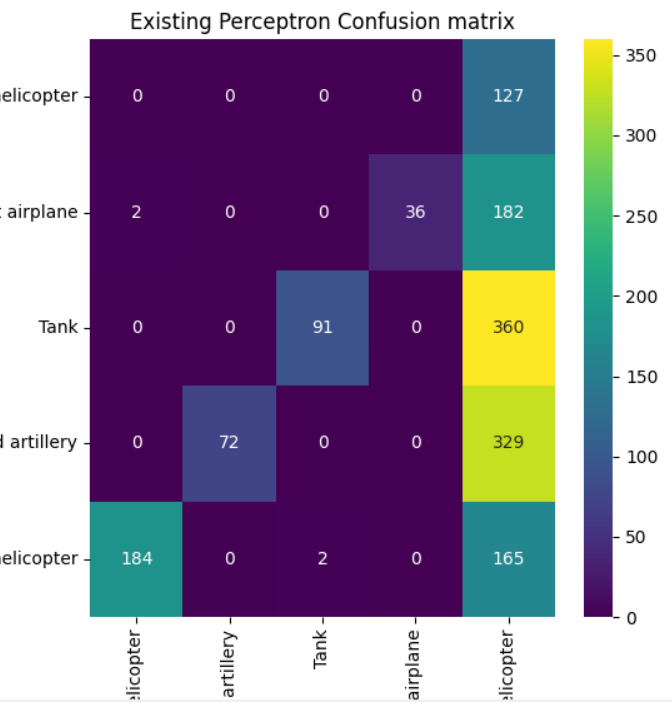 Existing Perceptron Confusion matrix
elicopter 0 0 0 0 127
airplane 2 0 0 36 182
Tank 0 0 91 0 360
d artillery 0 72 0 0 329
elicopter 184 0 2 0 165
elicopter
artillery
Tank
airplane
elicopter
350
300
250
200
150
100
50
0